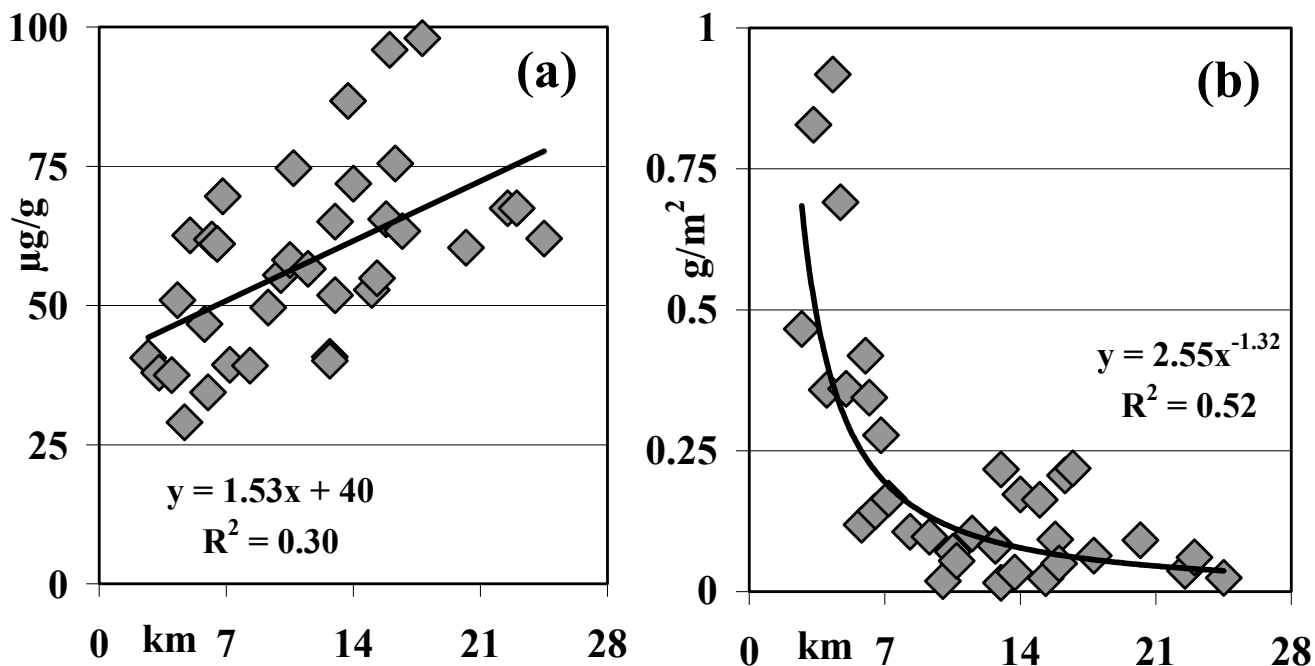 (a)
100
75
50
25
0
µg/g
y = 1.53x + 40
R² = 0.30
0 km 7 14 21 28
(b)
1
0.75
0.5
0.25
0
g/m²
y = 2.55x⁻¹·³²
R² = 0.52
0 km 7 14 21 28